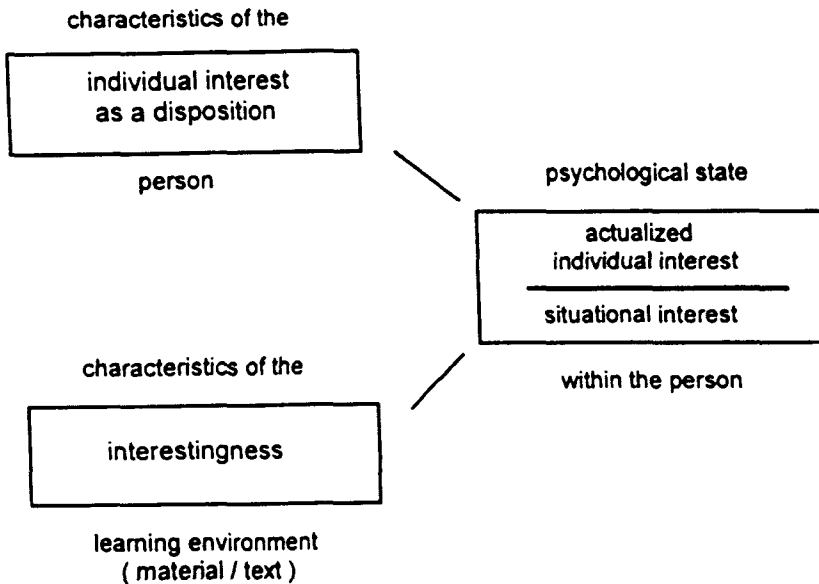 characteristics of the
individual interest
as a disposition
person
psychological state
actualized
individual interest
situational interest
within the person
characteristics of the
interestingness
learning environment
( material / text )